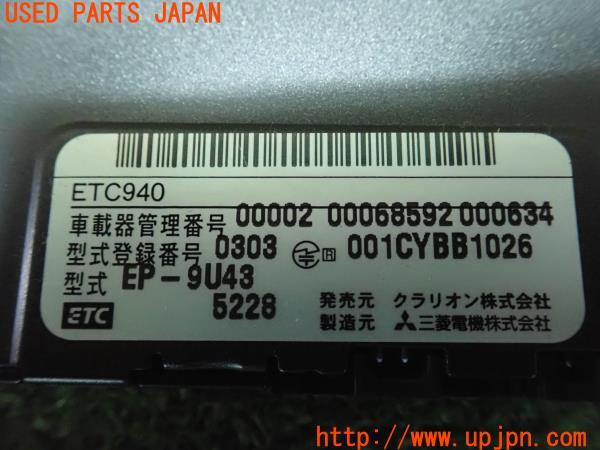 USED PARTS JAPAN
ETC940
車載器管理番号 00002 00068592 000634
型式登録番号 0303 R 001CYBB1026
型式 EP-9U43
ETC 5228 発売元 クラリオン株式会社
製造元 三菱電機株式会社
http://www.upjpn.com/